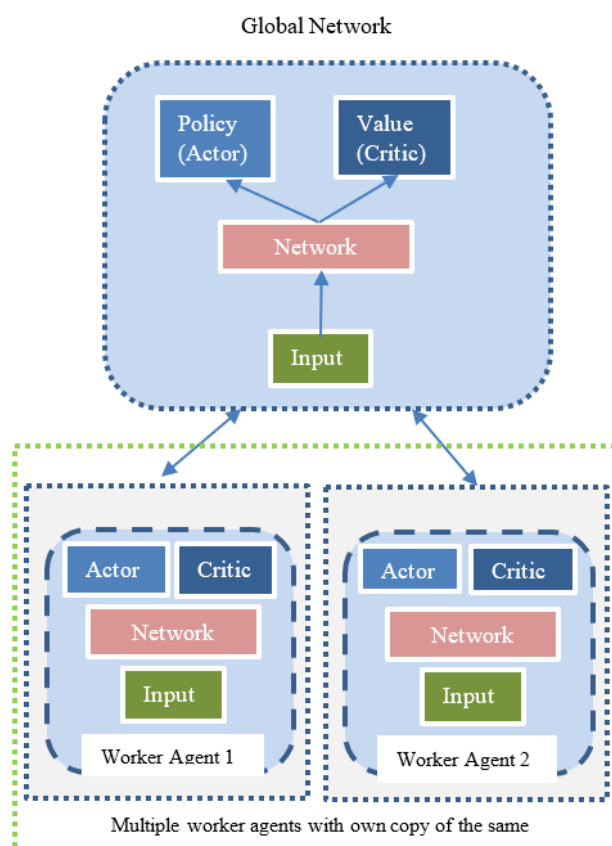 Global Network
Policy
(Actor)
Value
(Critic)
Network
Input
Actor
Critic
Network
Input
Worker Agent 1
Actor
Critic
Network
Input
Worker Agent 2
Multiple worker agents with own copy of the same